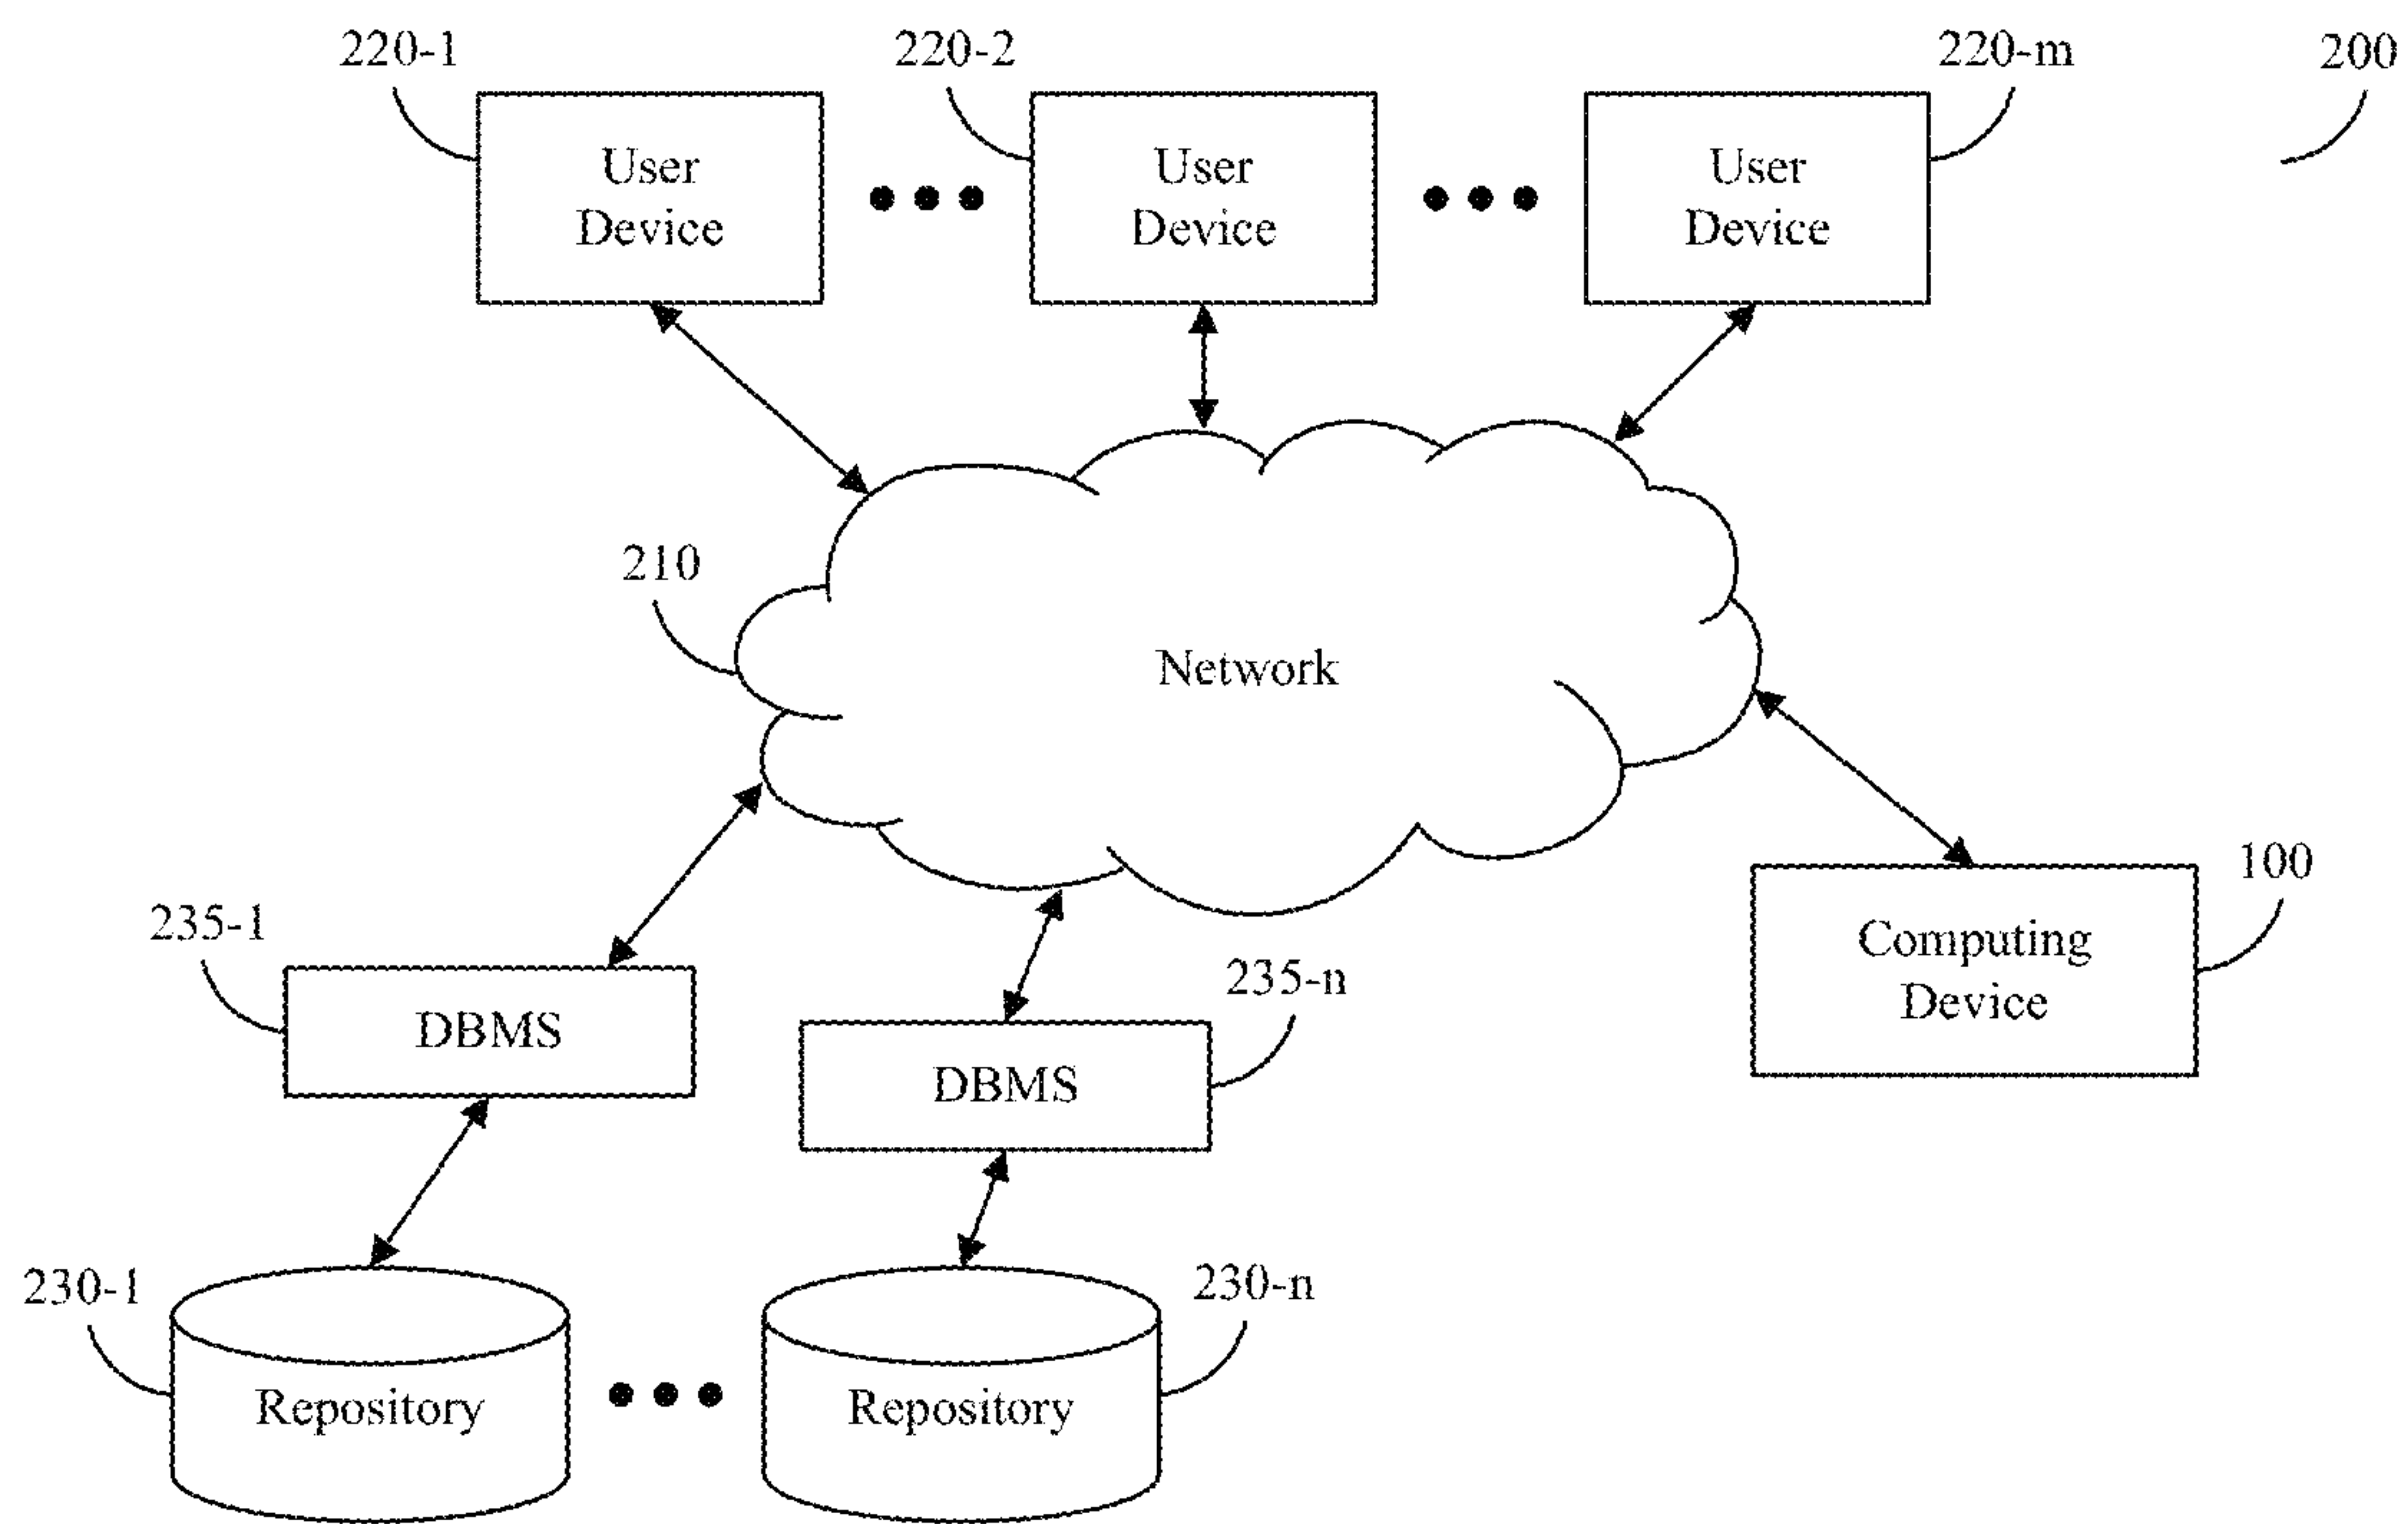 220-1
220-2
220-m
200
User
Device
User
Device
User
Device
210
Network
100
Computing
Device
235-1
DBMS
235-n
DBMS
230-1
Repository
230-n
Repository